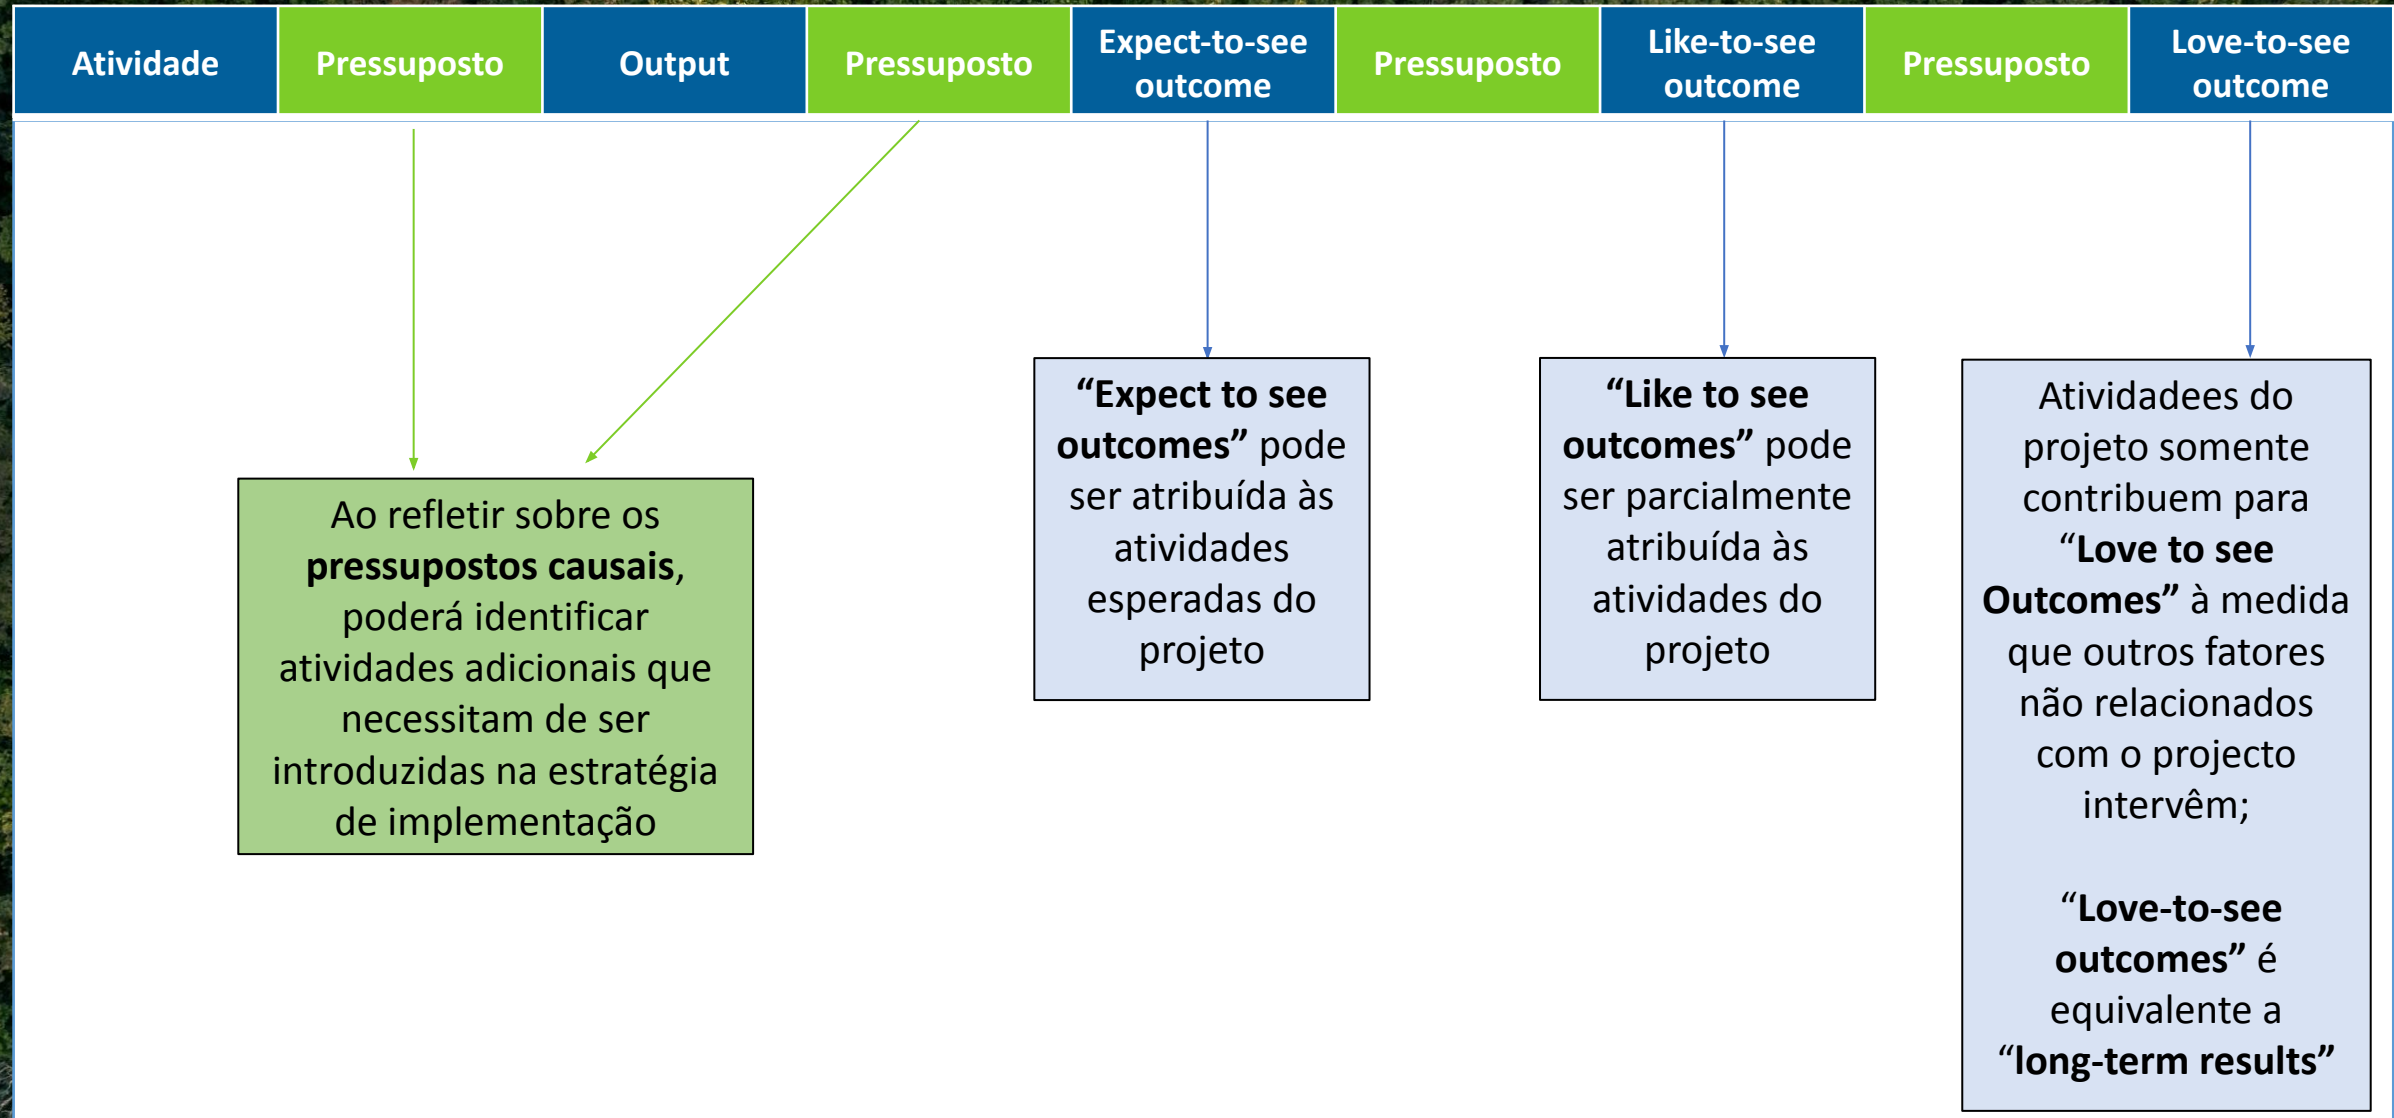 Atividade
Pressuposto
Output
Pressuposto
Expect-to-see
outcome
Pressuposto
Like-to-see
outcome
Pressuposto
Love-to-see
outcome
Ao refletir sobre os
pressupostos causais,
poderá identificar
atividades adicionais que
necessitam de ser
introduzidas na estratégia
de implementação
“Expect to see
outcomes” pode
ser atribuída às
atividades
esperadas do
projeto
“Like to see
outcomes” pode
ser parcialmente
atribuída às
atividades do
projeto
Atividadees do
projeto somente
contribuem para
“Love to see
Outcomes” à medida
que outros fatores
não relacionados
com o projecto
intervêm;
“Love-to-see
outcomes” é
equivalente a
“long-term results”